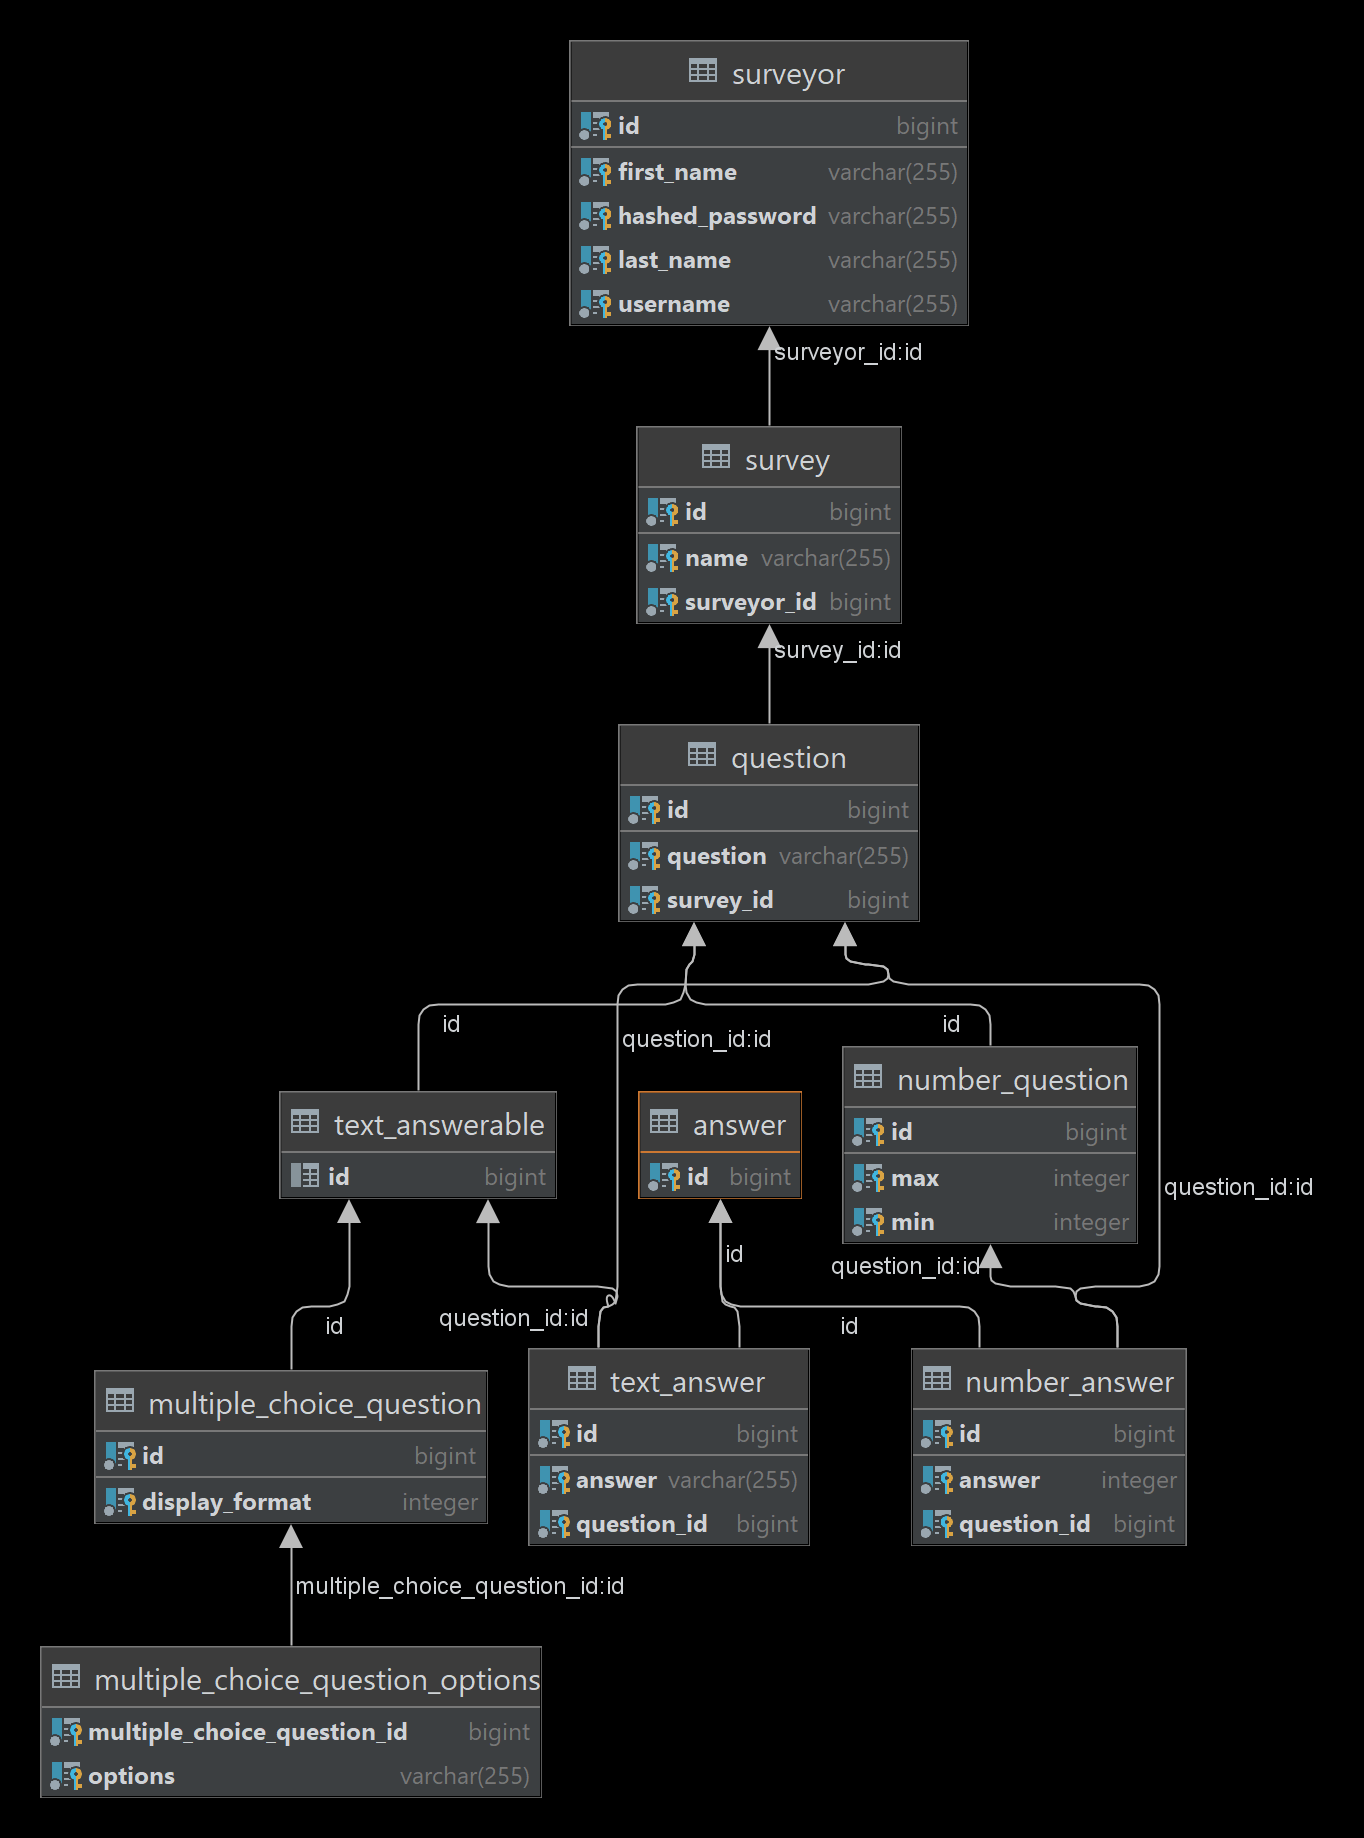 surveyor
id bigint
first_name varchar(255)
hashed_password varchar(255)
last_name varchar(255)
username varchar(255)
surveyor_id:id
survey
id bigint
name varchar(255)
surveyor_id bigint
survey_id:id
question
id bigint
question varchar(255)
survey_id bigint
id
question_id:id
id
text_answerable
id bigint
answer
id bigint
number_question
id bigint
max integer
min integer
question_id:id
id
question_id:id
id
question_id:id
id
multiple_choice_question
id bigint
display_format integer
text_answer
id bigint
answer varchar(255)
question_id bigint
number_answer
id bigint
answer integer
question_id bigint
multiple_choice_question_id:id
multiple_choice_question_options
multiple_choice_question_id bigint
options varchar(255)